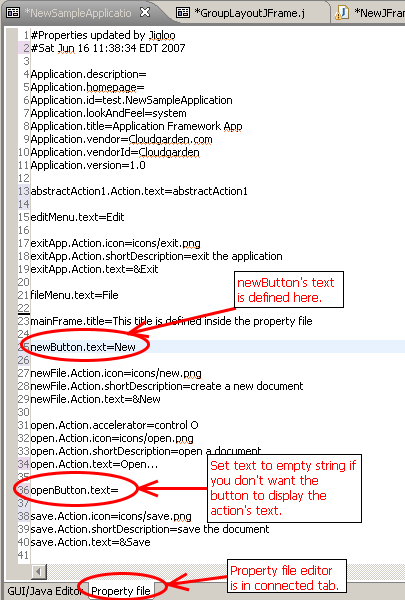 *NewSampleApplicatio
*GroupLayoutJFrame.j
*NewJFram
1 #Properties updated by Jigloo
2 #Sat Jun 16 11:38:34 EDT 2007
3
4 Application.description=
5 Application.homepage=
6 Application.id=test.NewSampleApplication
7 Application.lookAndFeel=system
8 Application.title=Application Framework App
9 Application.vendor=Cloudgarden.com
10 Application.vendorId=Cloudgarden
11 Application.version=1.0
12
13 abstractAction1.Action.text=abstractAction1
14
15 editMenu.text=Edit
16
17 exitApp.Action.icon=icons/exit.png
18 exitApp.Action.shortDescription=exit the application
19 exitApp.Action.text=&Exit
20
newButton's text
is defined here.
21 fileMenu.text=File
22
23 mainFrame.title=This title is defined inside the property file
24
25 newButton.text=New
26
27 newFile.Action.icon=icons/new.png
28 newFile.Action.shortDescription=create a new document
29 newFile.Action.text=&New
30
31 open.Action.accelerator=control O
32 open.Action.icon=icons/open.png
33 open.Action.shortDescription=open a document
34 open.Action.text=Open...
35
36 openButton.text=
37
Set text to empty string if
you don't want the
button to display the
action's text.
38 save.Action.icon=icons/save.png
39 save.Action.shortDescription=save the document
40 save.Action.text=&Save
41
Property file editor
is in connected tab.
GUI/Java Editor
Property file